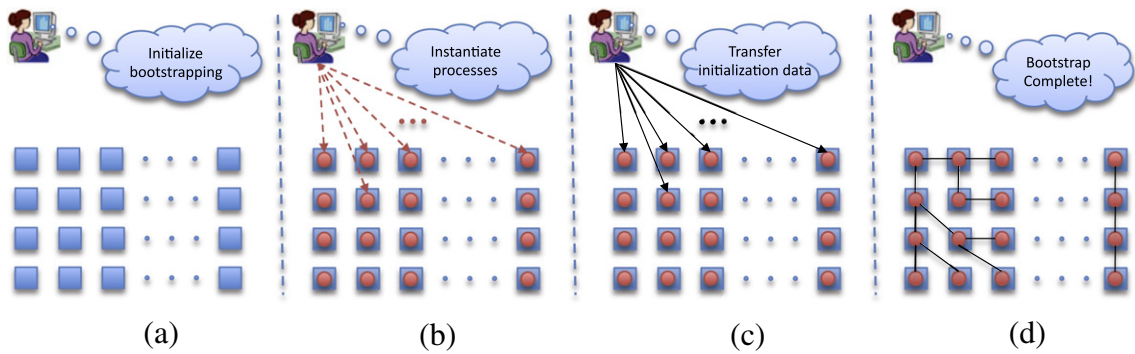 Initialize
bootstrapping
Instantiate
processes
Transfer
initialization data
Bootstrap
Complete!
(a)
(b)
(c)
(d)